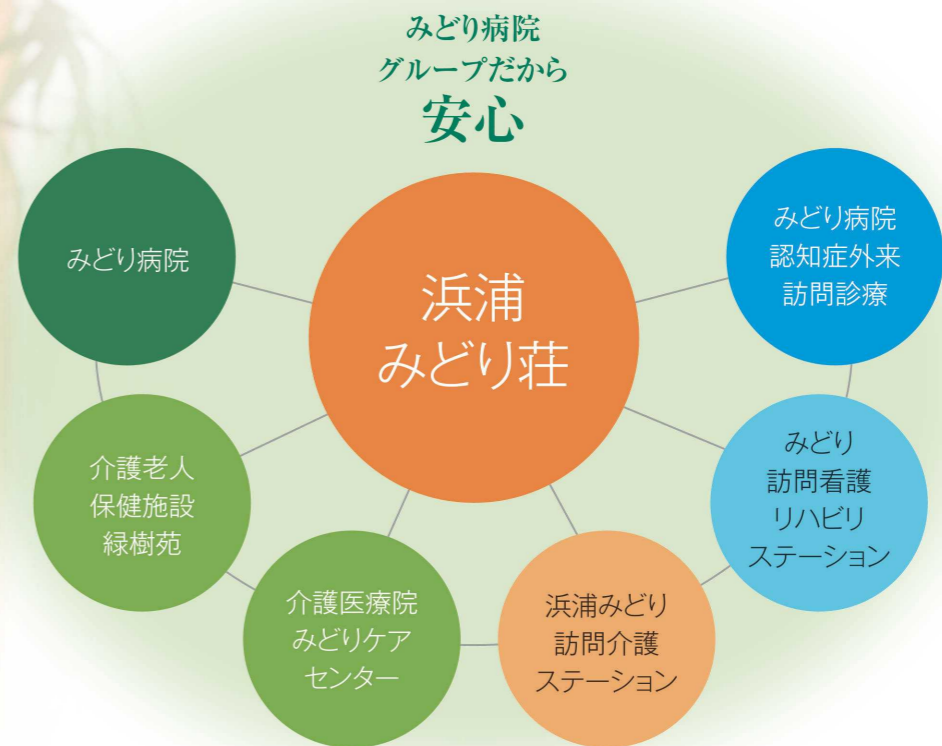 みどり病院
グループだから
安心
みどり病院
浜浦
みどり荘
みどり病院
認知症外来
訪問診療
介護老人
保健施設
緑樹苑
みどり
訪問看護
リハビリ
ステーション
介護医療院
みどりケア
センター
浜浦みどり
訪問介護
ステーション